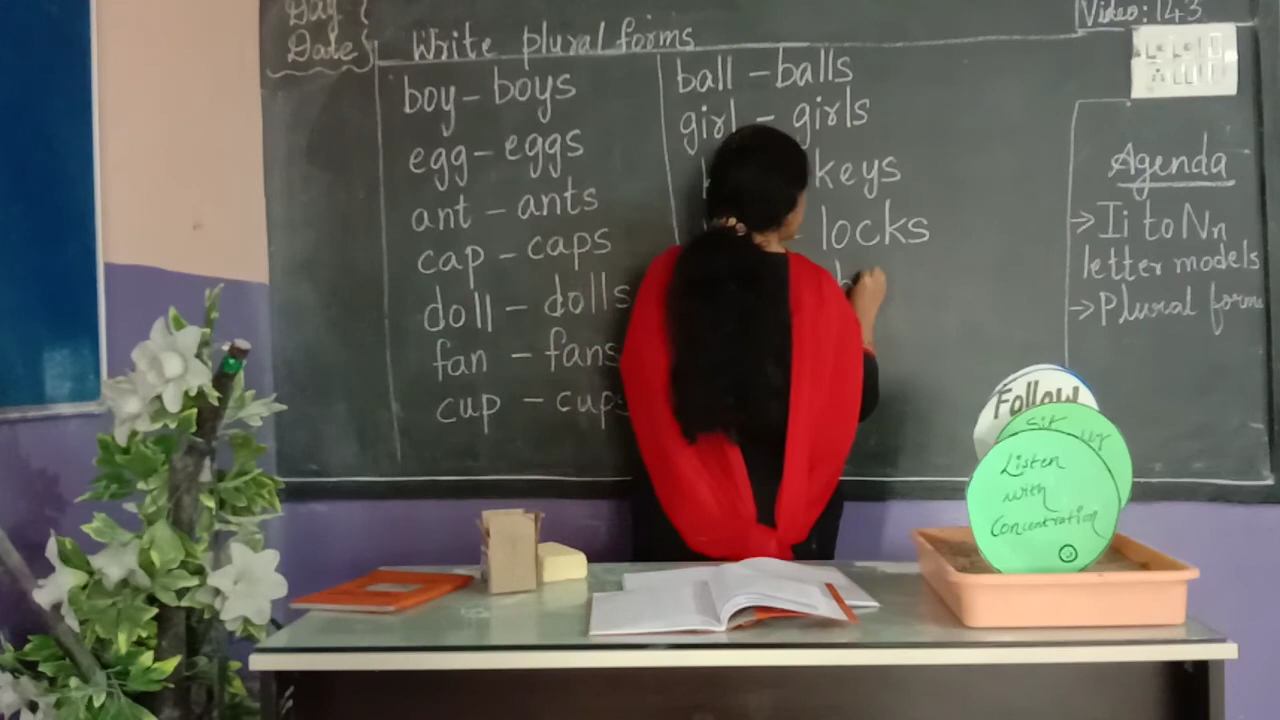 Day
Date
Write plural forms
Video: 143
boy - boys
egg - eggs
ant - ants
cap - caps
doll - dolls
fan - fans
cup - cups
ball - balls
girl - girls
keys
- locks
b
Agenda
→ Ii to Nn
letter models
→ Plural forms
Follow
Sit
Listen
with
Concentration